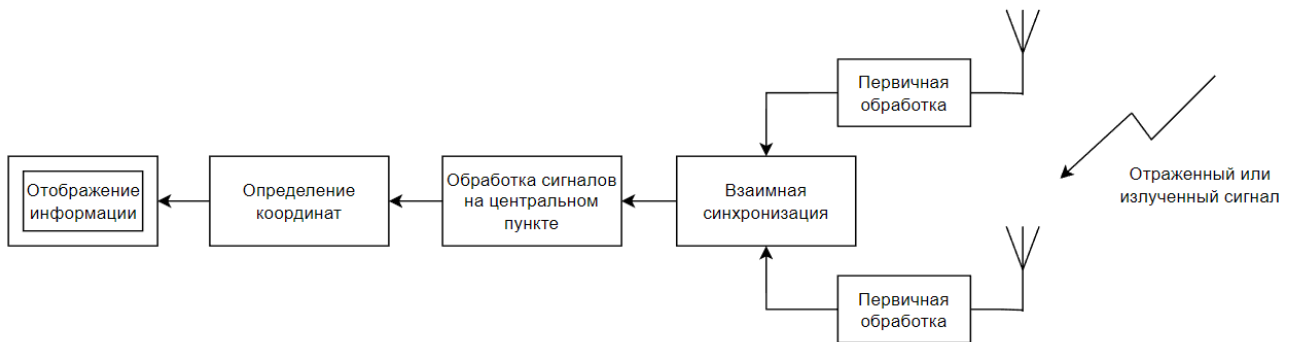 Первичная
обработка
Отображение
информации
Определение
координат
Обработка сигналов
на центральном
пункте
Взаимная
синхронизация
Отраженный или
излученный сигнал
Первичная
обработка